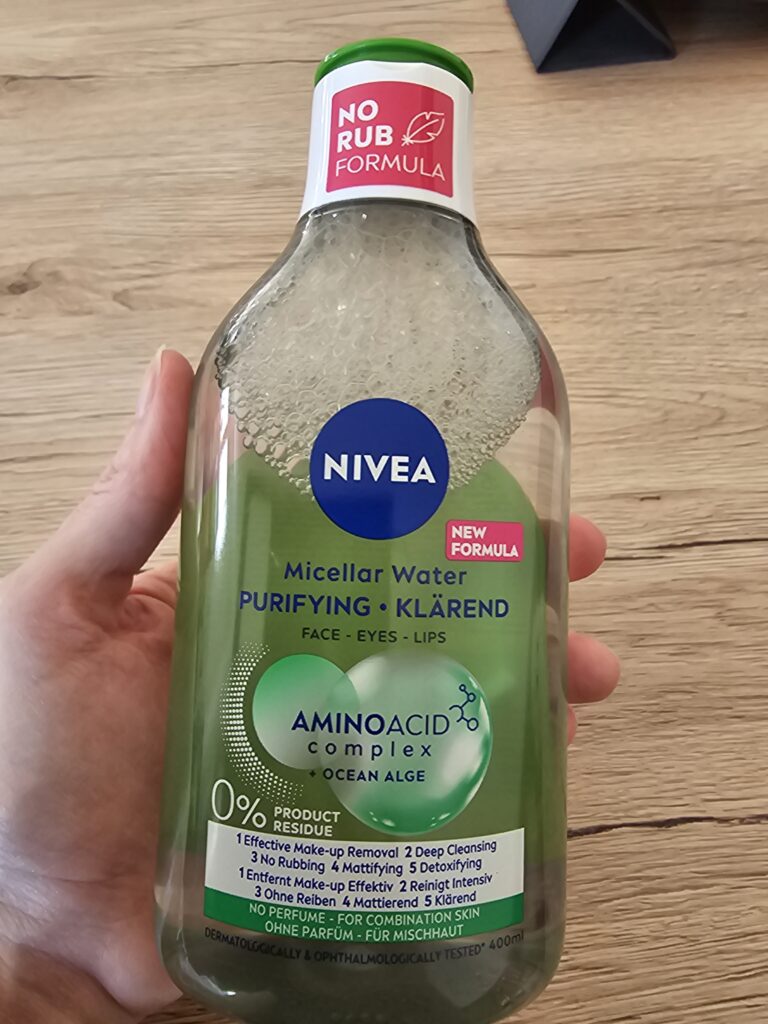 NO
RUB
FORMULA
NIVEA
NEW
FORMULA
Micellar Water
PURIFYING • KLÄREND
FACE - EYES - LIPS
AMINOACID
complex
+ OCEAN ALGE
0% PRODUCT
RESIDUE
1 Effective Make-up Removal 2 Deep Cleansing
3 No Rubbing 4 Mattifying 5 Detoxifying
1 Entfernt Make-up Effektiv 2 Reinigt Intensiv
3 Ohne Reiben 4 Mattierend 5 Klärend
NO PERFUME - FOR COMBINATION SKIN
OHNE PARFÜM - FÜR MISCHHAUT
DERMATOLOGICALLY & OPHTHALMOLOGICALLY TESTED* 400ml